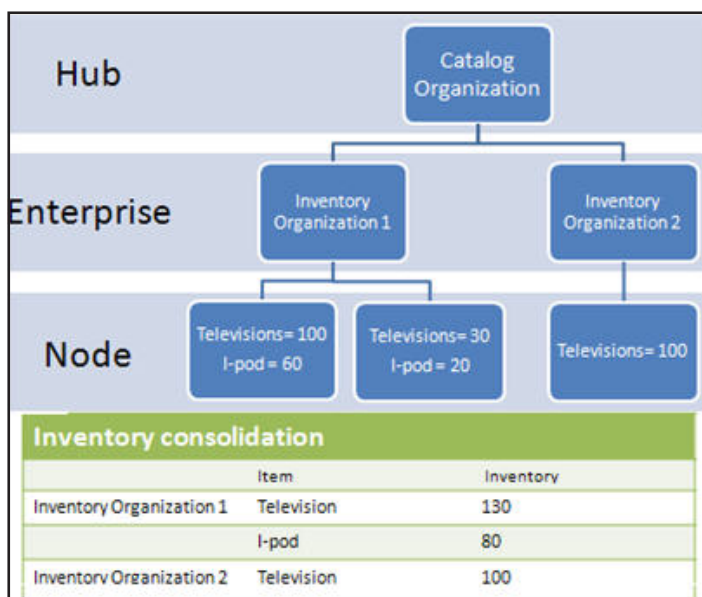 Hub
Catalog
Organization
Enterprise
Inventory
Organization 1
Inventory
Organization 2
Node
Televisions= 100
I-pod = 60
Televisions= 30
I-pod = 20
Televisions= 100
Inventory consolidation
Item Inventory
Inventory Organization 1 Television 130
I-pod 80
Inventory Organization 2 Television 100